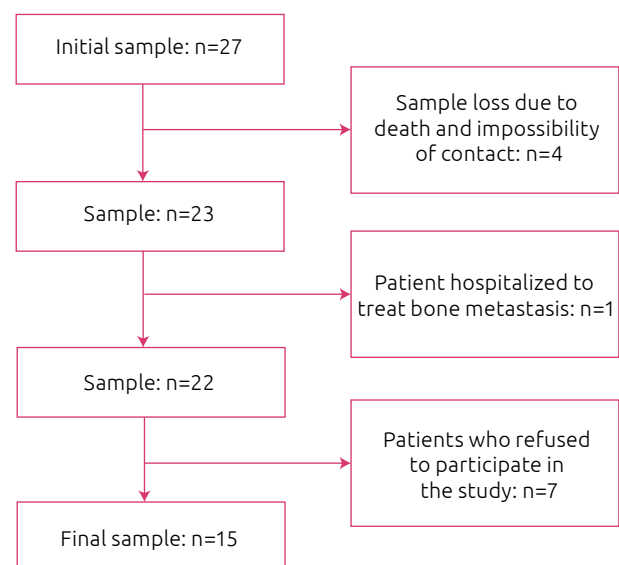 Initial sample: n=27
Sample loss due to
death and impossibility
of contact: n=4
Sample: n=23
Patient hospitalized to
treat bone metastasis: n=1
Sample: n=22
Patients who refused
to participate in
the study: n=7
Final sample: n=15